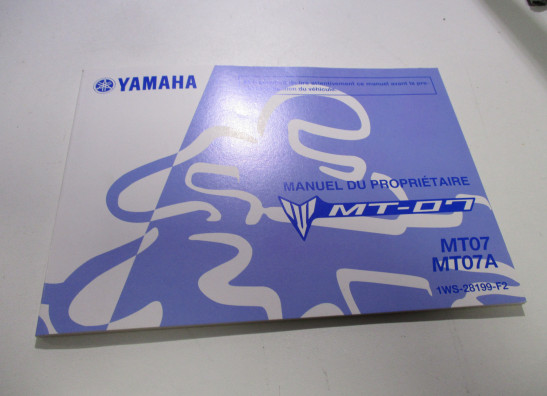 YAMAHA
de lire attentivement ce manuel avant la pre-
du véhicule.
MANUEL DU PROPRIÉTAIRE
MT-07
MT07
MT07A
1WS-28199-F2